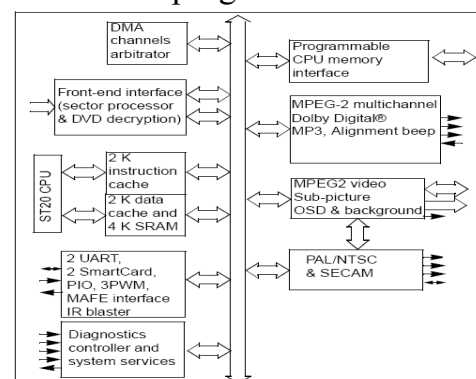 DMA
channels
arbitrator
Front-end interface
(sector processor
& DVD decryption)
ST20 CPU
2 K
instruction
cache
2 K data
cache and
4 K SRAM
2 UART,
2 SmartCard,
PIO, 3PWM,
MAFE interface
IR blaster
Diagnostics
controller and
system services
Programmable
CPU memory
interface
MPEG-2 multichannel
Dolby Digital®
MP3, Alignment beep
MPEG2 video
Sub-picture
OSD & background
PAL/NTSC
& SECAM